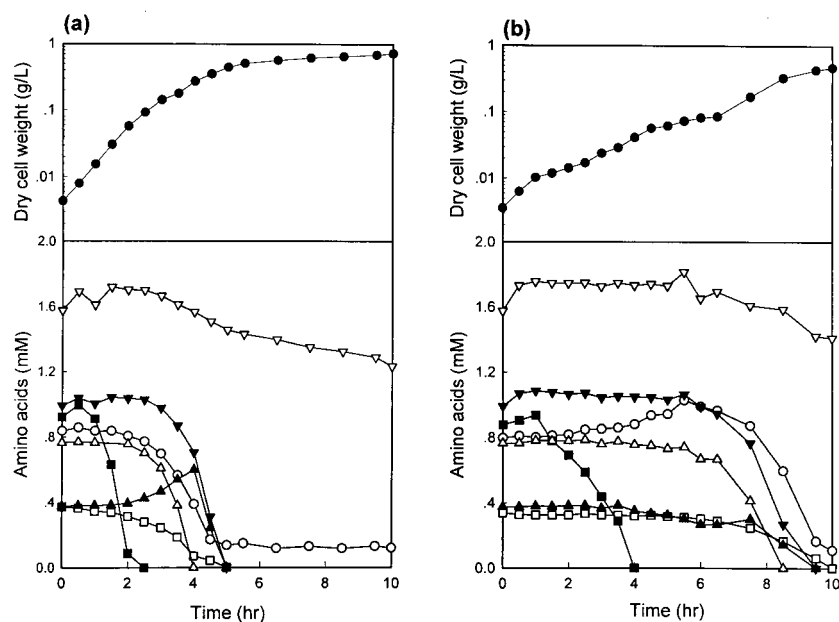 (a)
Dry cell weight (g/L)
1
.1
.01
Amino acids (mM)
2.0
1.6
1.2
.8
.4
0.0
0 2 4 6 8 10
Time (hr)
(b)
Dry cell weight (g/L)
1
.1
.01
Amino acids (mM)
2.0
1.6
1.2
.8
.4
0.0
0 2 4 6 8 10
Time (hr)